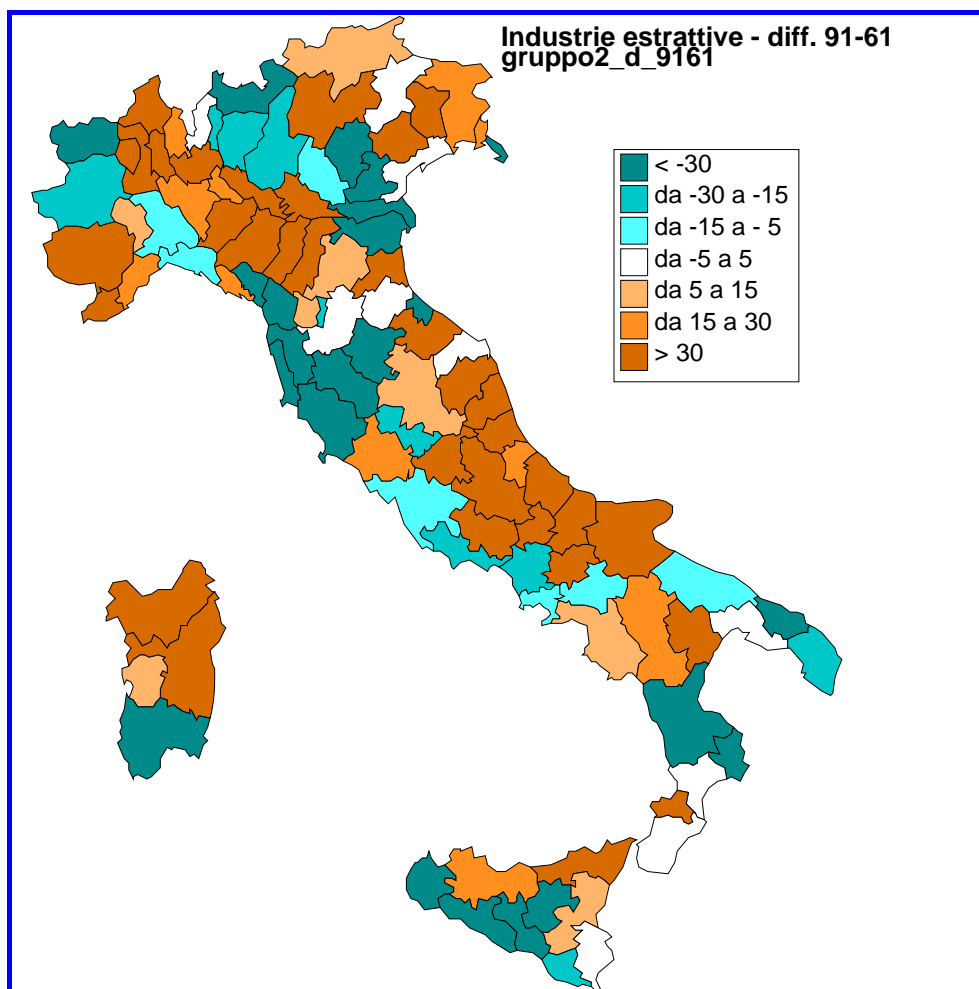 Industrie estrattive - diff. 91-61
gruppo2_d_9161
< -30
da -30 a -15
da -15 a - 5
da -5 a 5
da 5 a 15
da 15 a 30
> 30